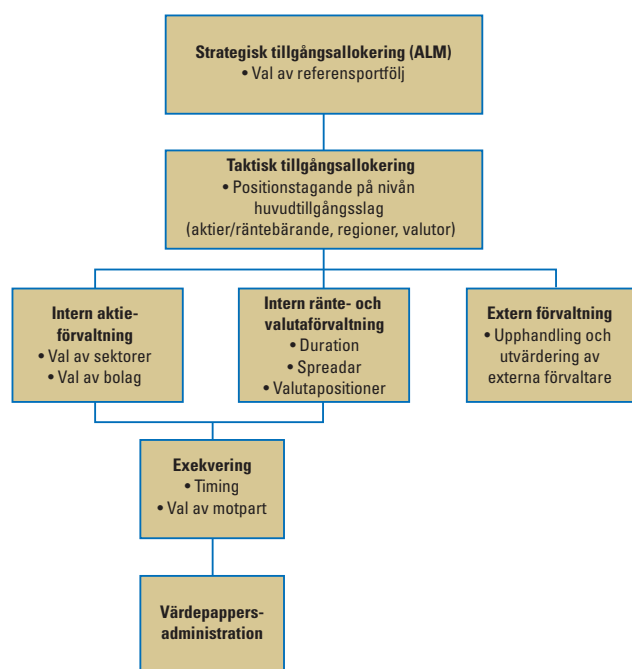 Strategisk tillgångsallokering (ALM)
• Val av referensportfölj
Taktisk tillgångsallokering
• Positionstagande på nivån
huvudtillgångsslag
(aktier/räntebärande, regioner, valutor)
Intern aktie-
förvaltning
• Val av sektorer
• Val av bolag
Intern ränte- och
valutaförvaltning
• Duration
• Spreadar
• Valutapositioner
Extern förvaltning
• Upphandling och
utvärdering av
externa förvaltare
Exekvering
• Timing
• Val av motpart
Värdepappers-
administration